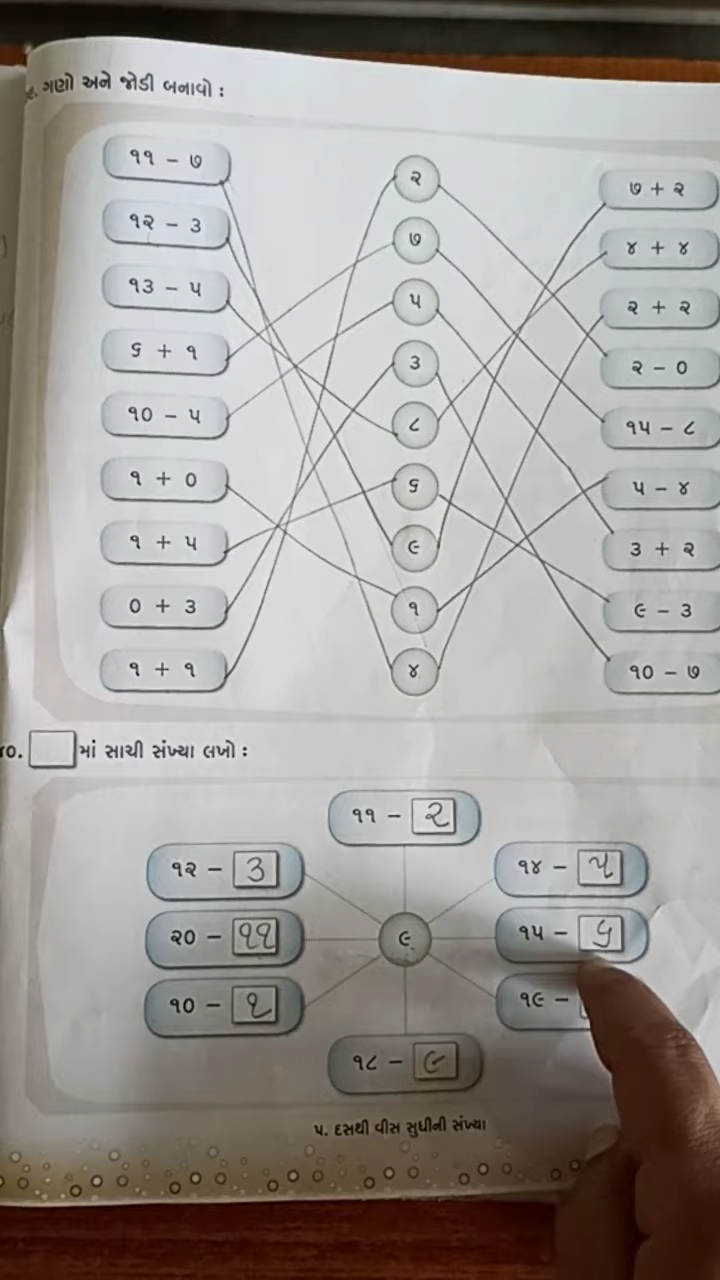 ૯. ગણો અને જોડી બનાવો :
૧૧ - ૭ ૨ ૭ + ૨
૧૨ - ૩ ૭ ૪ + ૪
૧૩ - ૫ ૫ ૨ + ૨
૬ + ૧ ૩ ૨ - ૦
૧૦ - ૫ ૮ ૧૫ - ૮
૧ + ૦ ૬ ૫ - ૪
૧ + ૫ ૯ ૩ + ૨
૦ + ૩ ૧ ૯ - ૩
૧ + ૧ ૪ ૧૦ - ૭
૧૦. માં સાચી સંખ્યા લખો :
૧૧ - ૨
૧૨ - ૩ ૧૪ - ૫
૨૦ - ૧૧ ૯ ૧૫ - ૬
૧૦ - ૧ ૧૯ -
૧૮ - ૯
૫. દસથી વીસ સુધીની સંખ્યા